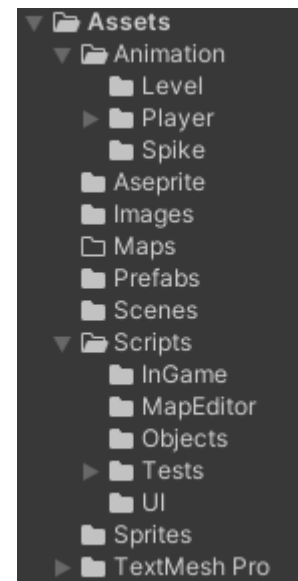 Assets
Animation
Level
Player
Spike
Aseprite
Images
Maps
Prefabs
Scenes
Scripts
InGame
MapEditor
Objects
Tests
UI
Sprites
TextMesh Pro